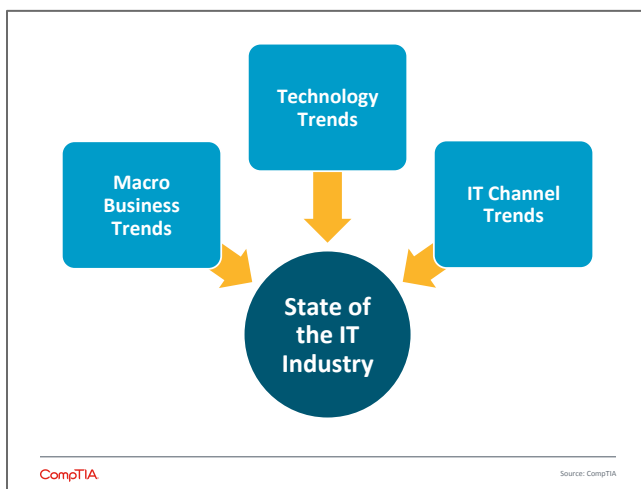 Technology
Trends
Macro
Business
Trends
IT Channel
Trends
State of
the IT
Industry
CompTIA.
Source: CompTIA